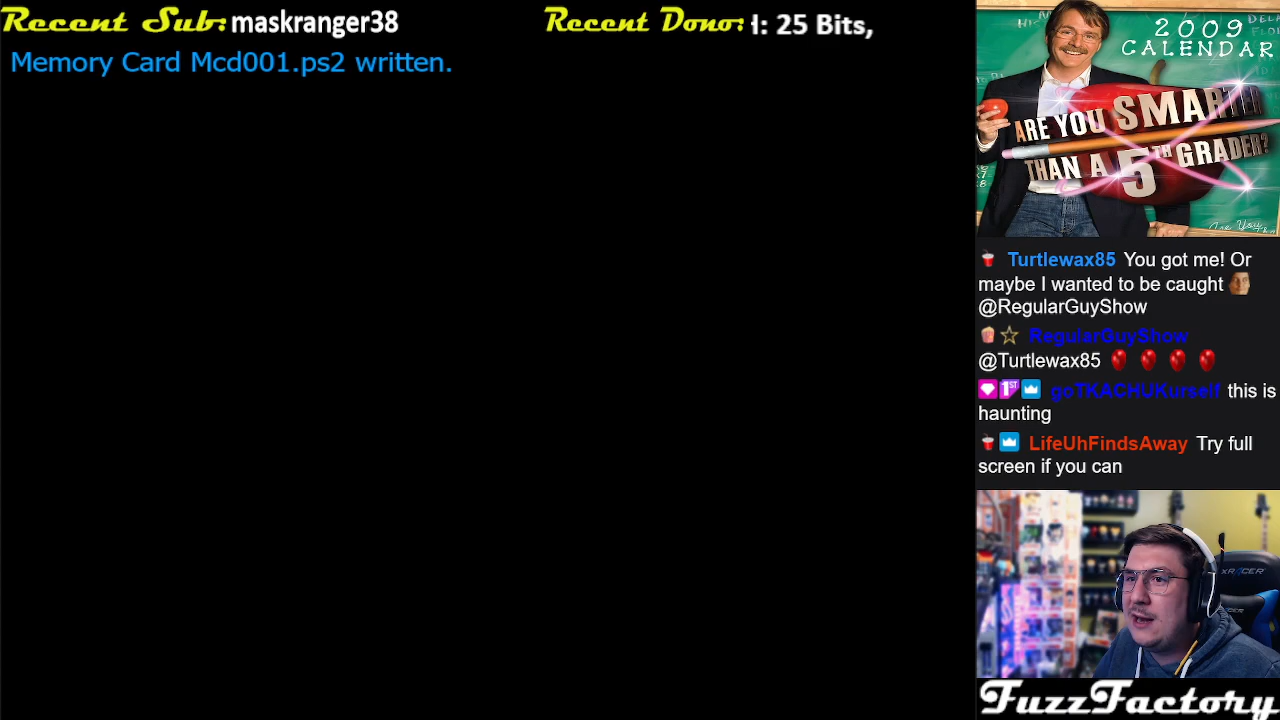 Recent Sub: maskranger38
Recent Dono: : 25 Bits,
Memory Card Mcd001.ps2 written.
2009
CALENDAR
ARE YOU SMARTER
THAN A 5TH GRADER?
Turtlewax85 You got me! Or
maybe I wanted to be caught
@RegularGuyShow
RegularGuyShow
@Turtlewax85
1ST goTKACHUKurself this is
haunting
LifeUhFindsAway Try full
screen if you can
XRACER
FuzzFactory